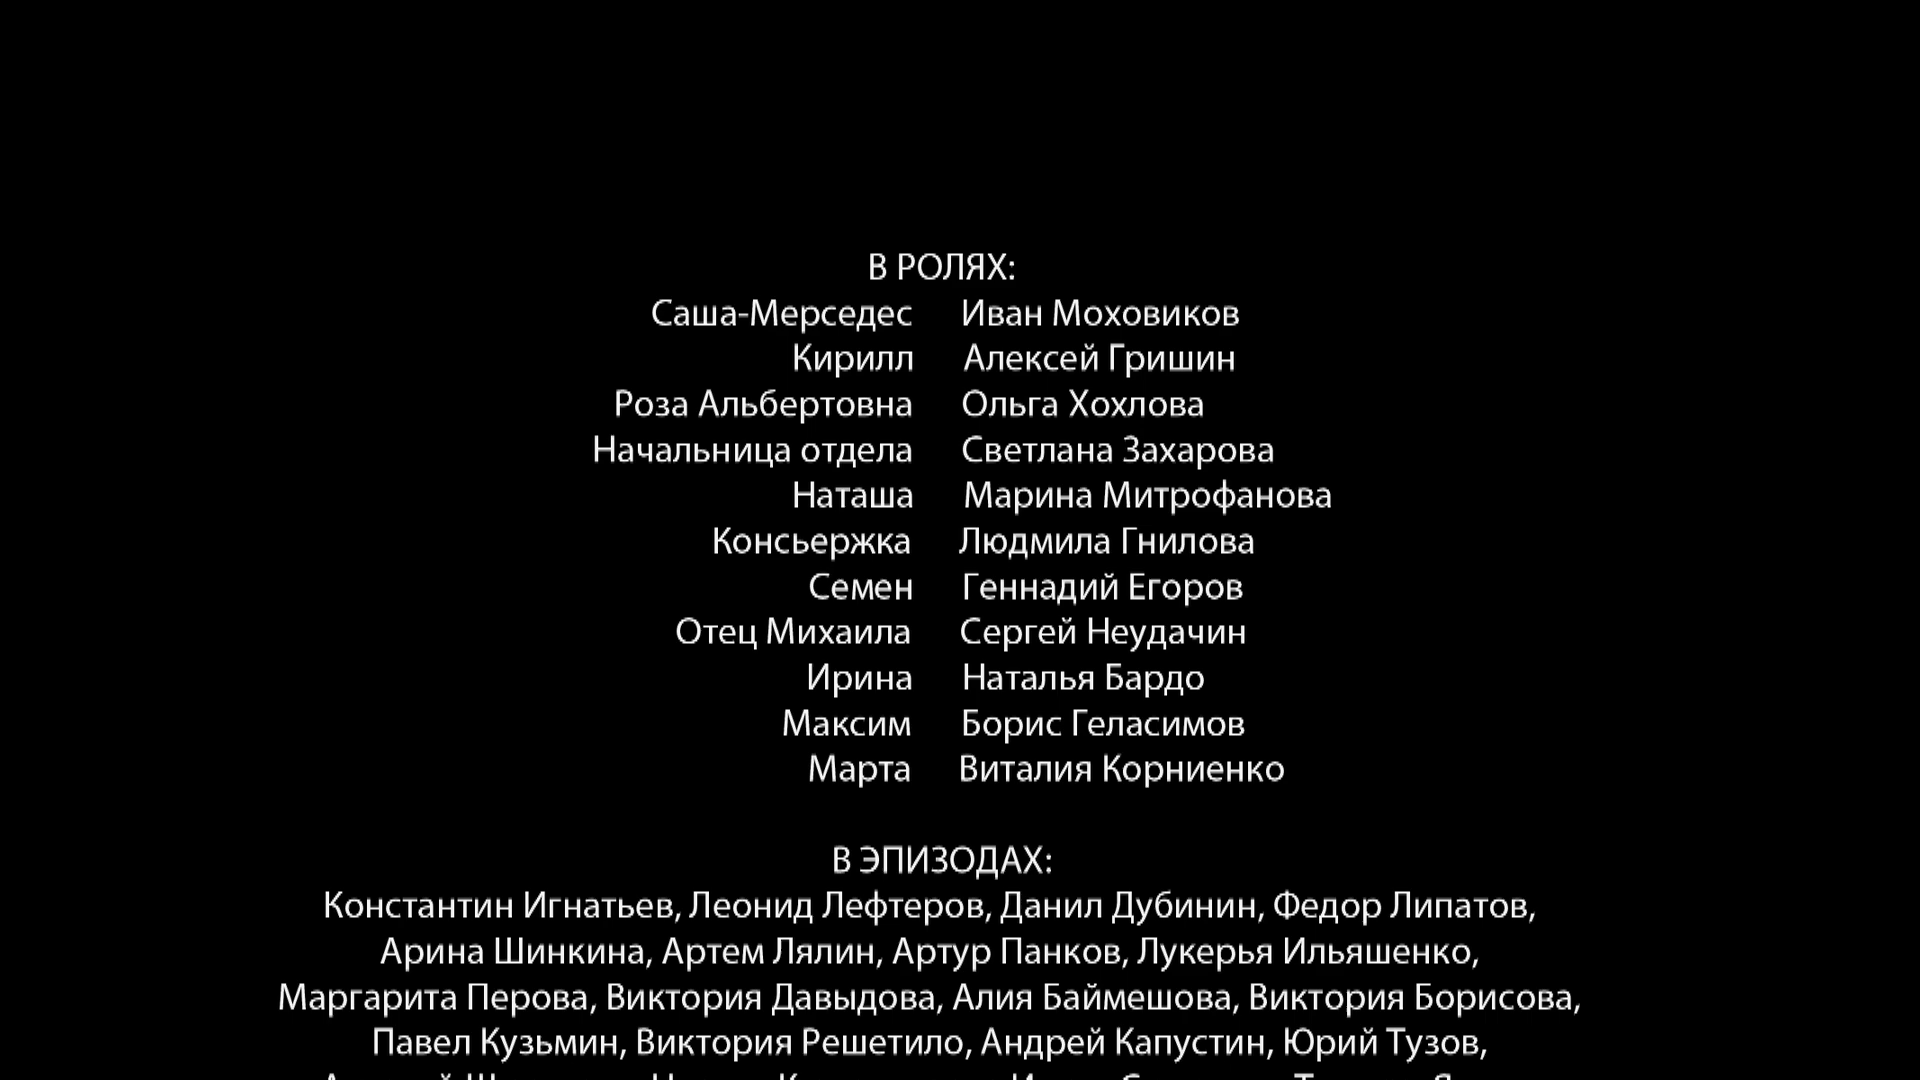 В РОЛЯХ:
Саша-Мерседес Иван Моховиков
Кирилл Алексей Гришин
Роза Альбертовна Ольга Хохлова
Начальница отдела Светлана Захарова
Наташа Марина Митрофанова
Консьержка Людмила Гнилова
Семен Геннадий Егоров
Отец Михаила Сергей Неудачин
Ирина Наталья Бардо
Максим Борис Геласимов
Марта Виталия Корниенко
В ЭПИЗОДАХ:
Константин Игнатьев, Леонид Лефтеров, Данил Дубинин, Федор Липатов,
Арина Шинкина, Артем Лялин, Артур Панков, Лукерья Ильяшенко,
Маргарита Перова, Виктория Давыдова, Алия Баймешова, Виктория Борисова,
Павел Кузьмин, Виктория Решетило, Андрей Капустин, Юрий Тузов,